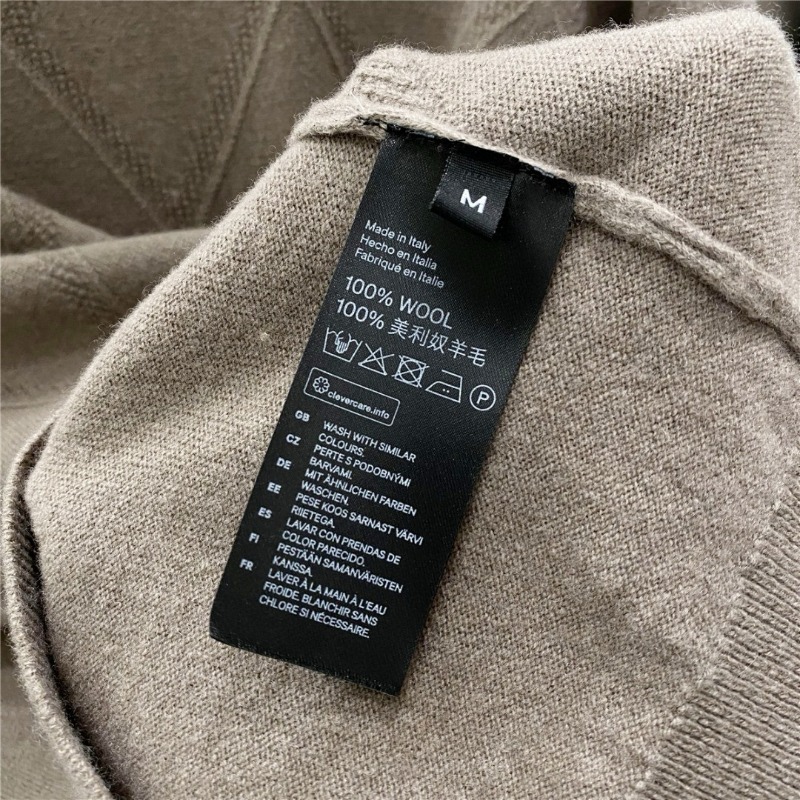 M
Made in Italy
Hecho en Italia
Fabriqué en Italie
100% WOOL
100% 美利奴羊毛
P
clevercare.info
GB WASH WITH SIMILAR
COLOURS.
CZ PERTE S PODOBNÝMI
BARVAMI.
DE MIT ÄHNLICHEN FARBEN
WASCHEN.
EE PESE KOOS SARNAST VÄRVI
RIIETEGA.
ES LAVAR CON PRENDAS DE
COLOR PARECIDO.
FI PESTÄÄN SAMANVÄRISTEN
KANSSA.
FR LAVER À LA MAIN À L'EAU
FROIDE. BLANCHIR SANS
CHLORE SI NÉCESSAIRE.